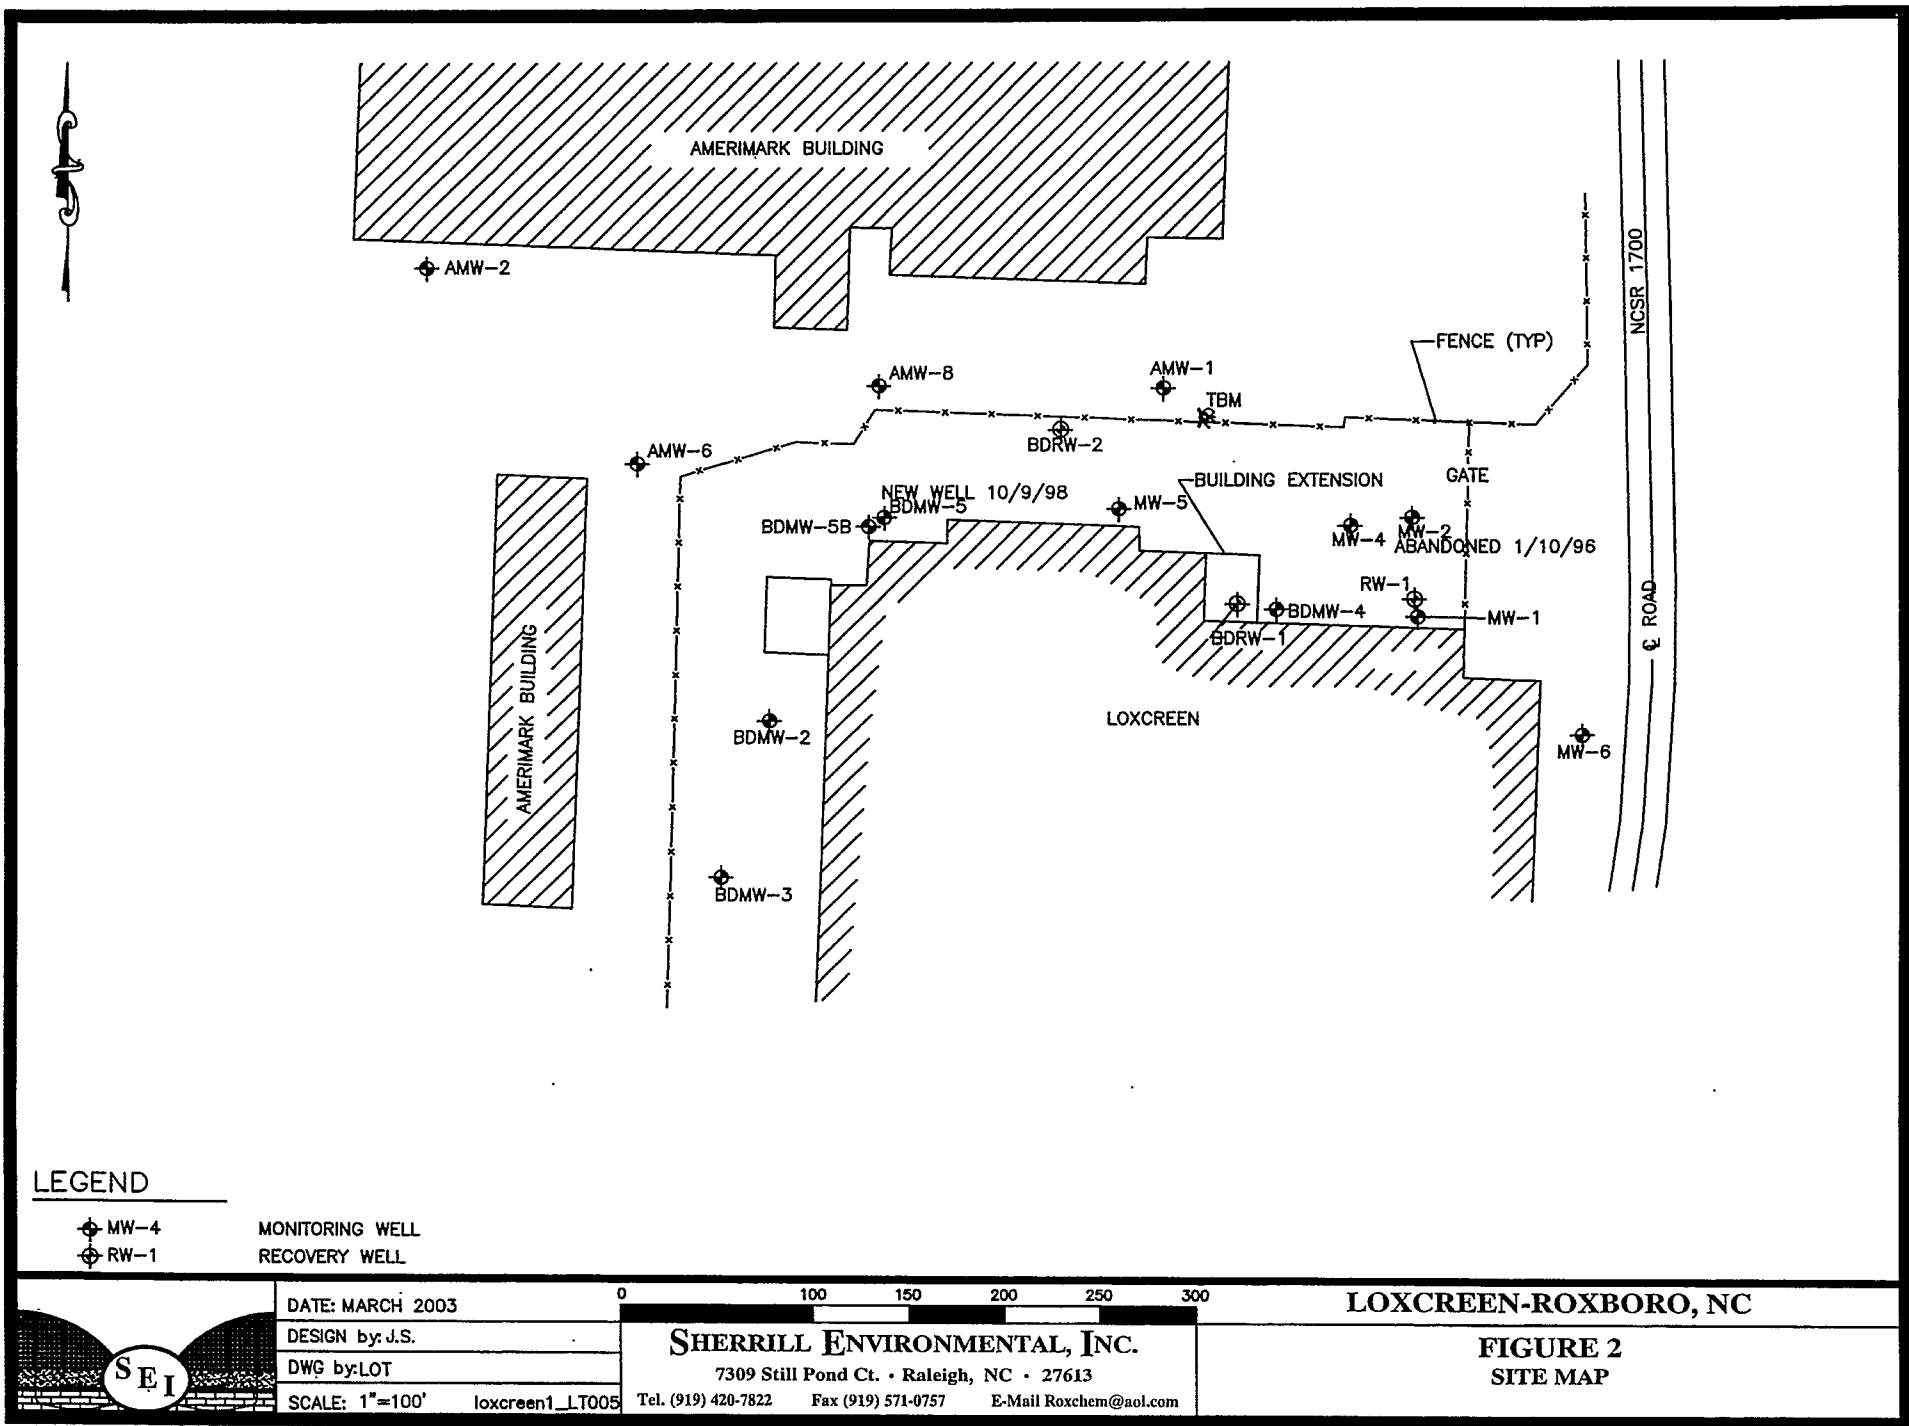 AMERIMARK BUILDING
AMW-2
NCSR 1700
FENCE (TYP)
AMW-8
AMW-1
TBM
BDRW-2
AMW-6
GATE
BUILDING EXTENSION
NEW WELL 10/9/98
BDMW-5
MW-5
BDMW-5B
MW-4
MW-2
ABANDONED 1/10/96
RW-1
BDMW-4
MW-1
BDRW-1
℄ ROAD
AMERIMARK BUILDING
LOXCREEN
BDMW-2
MW-6
BDMW-3
LEGEND
MW-4 MONITORING WELL
RW-1 RECOVERY WELL
SEI
DATE: MARCH 2003
DESIGN by: J.S.
DWG by: LOT
SCALE: 1"=100' loxcreen1_LT005
0 100 150 200 250 300
SHERRILL ENVIRONMENTAL, INC.
7309 Still Pond Ct. • Raleigh, NC • 27613
Tel. (919) 420-7822 Fax (919) 571-0757 E-Mail Roxchem@aol.com
LOXCREEN-ROXBORO, NC
FIGURE 2
SITE MAP